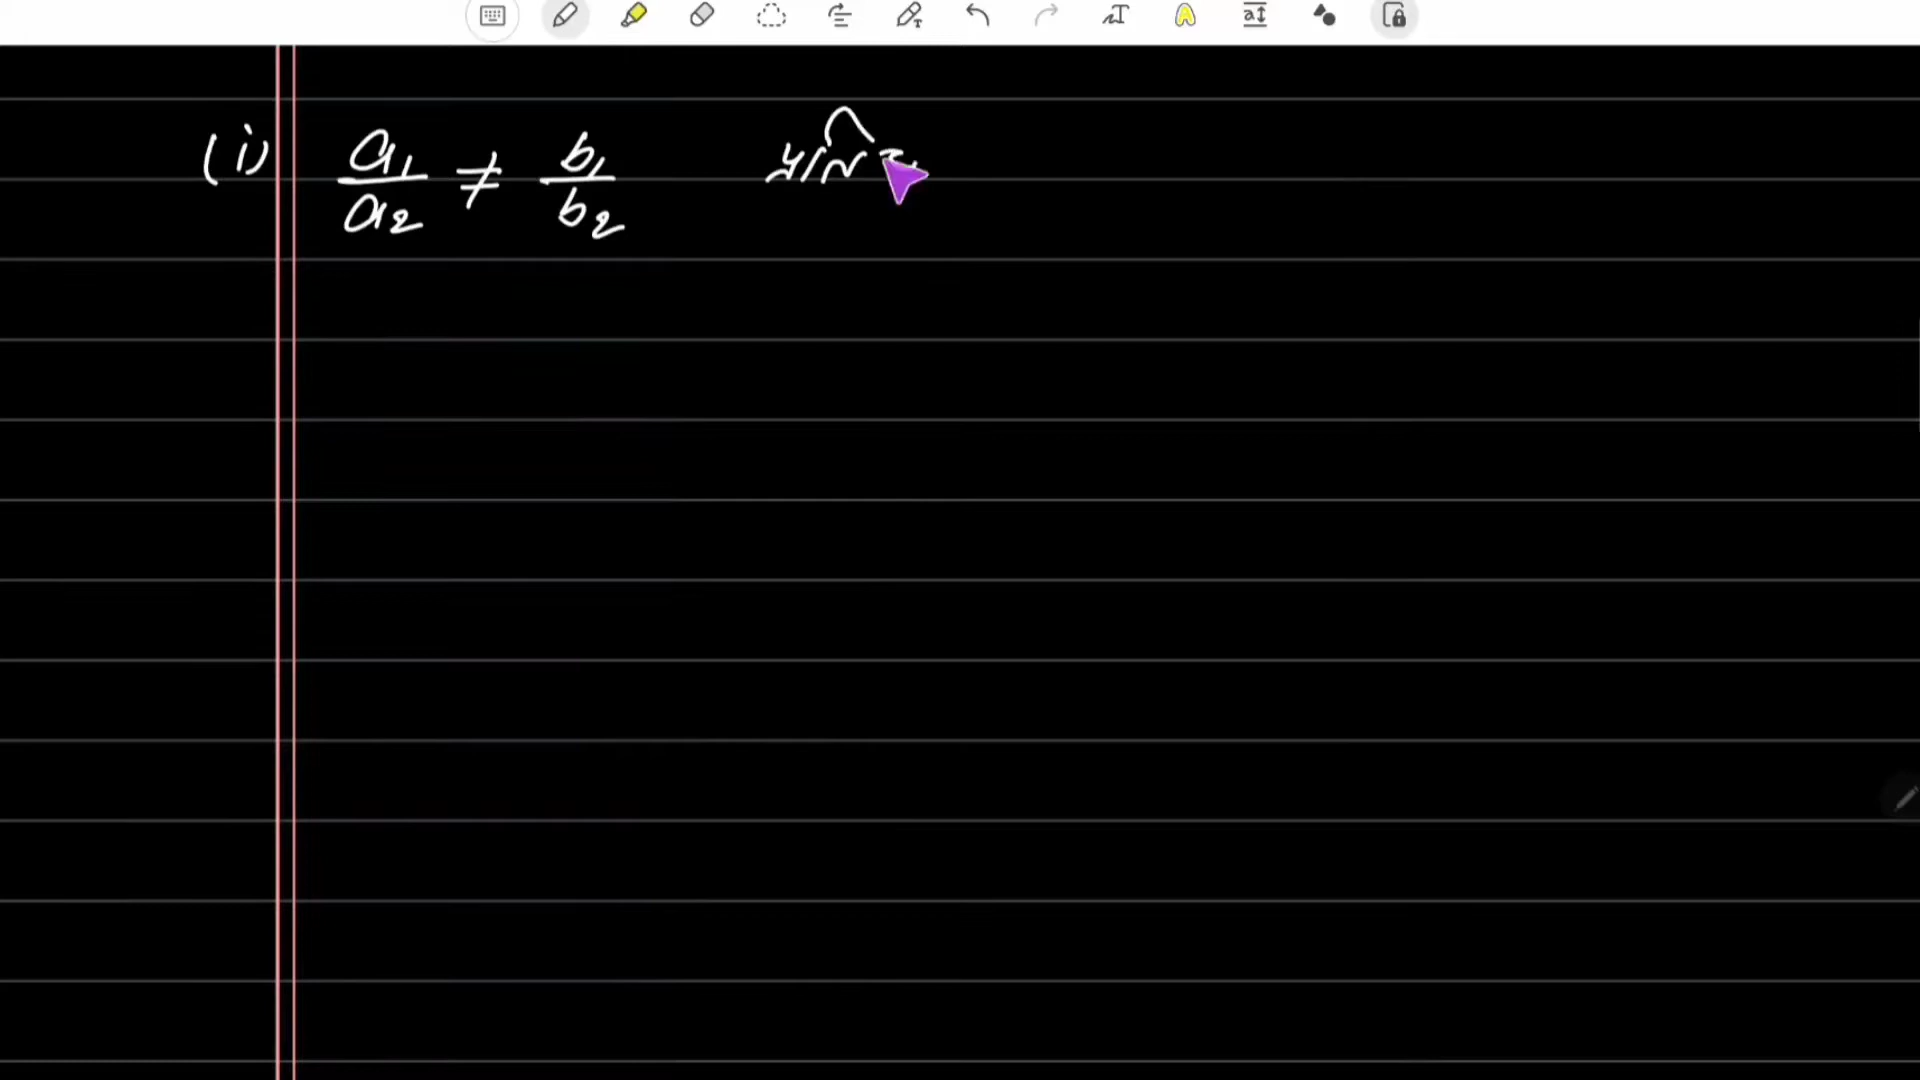 (i) a₁/a₂ ≠ b₁/b₂